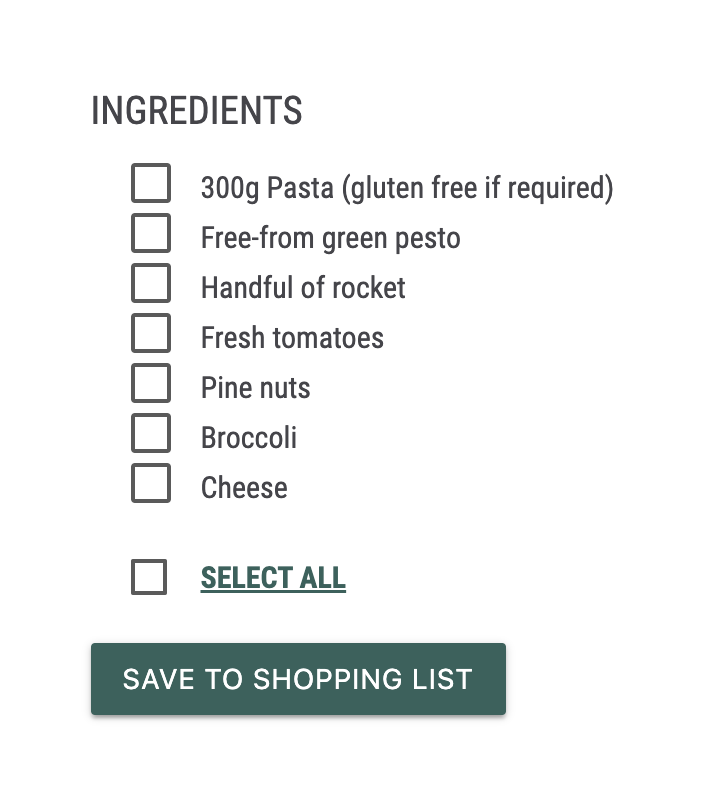 INGREDIENTS
300g Pasta (gluten free if required)
Free-from green pesto
Handful of rocket
Fresh tomatoes
Pine nuts
Broccoli
Cheese
SELECT ALL
SAVE TO SHOPPING LIST